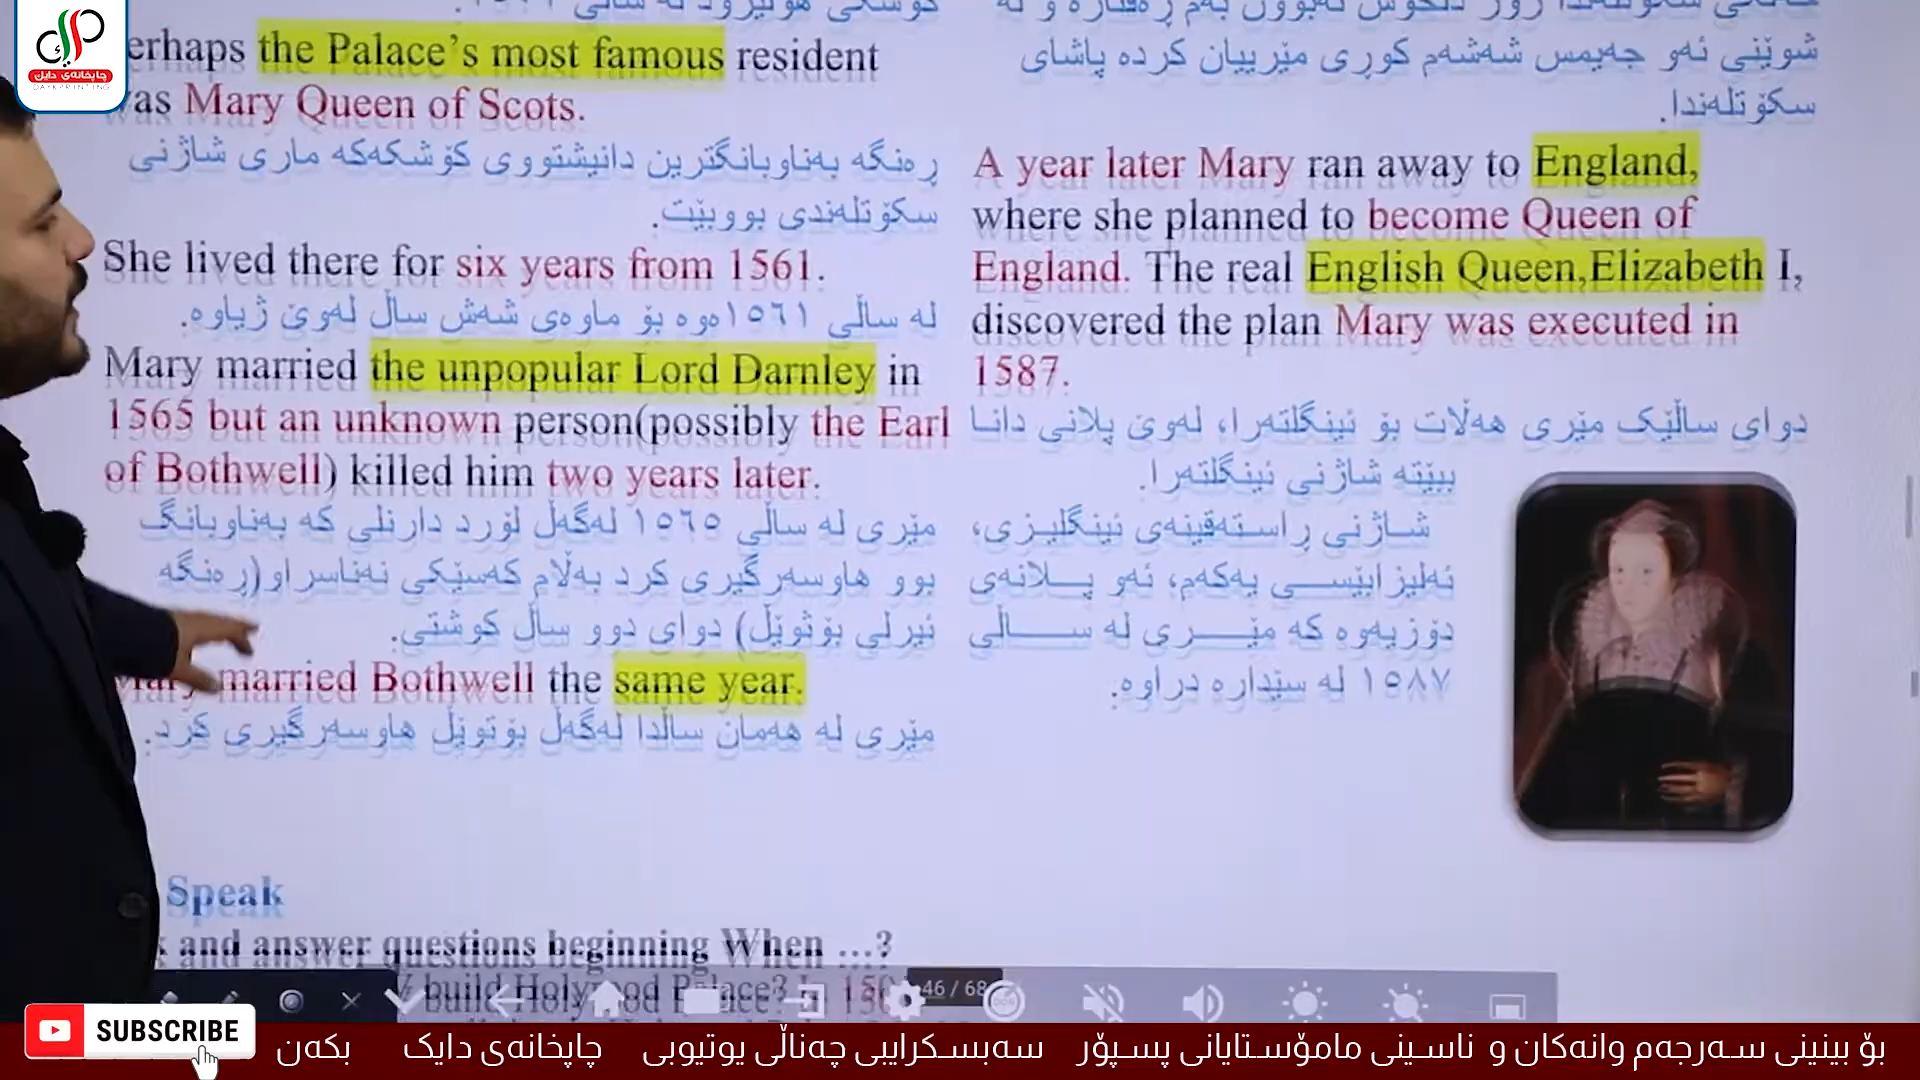 چاپخانەی دایک
DAYKPRINTING
erhaps the Palace's most famous resident
was Mary Queen of Scots.
ڕەنگە بەناوبانگترین دانیشتووی کۆشکەکە ماری شاژنی
سکۆتلەندی بووبێت.
She lived there for six years from 1561.
لە ساڵی ١٥٦١ەوە بۆ ماوەی شەش ساڵ لەوێ ژیاوە.
Mary married the unpopular Lord Darnley in
1565 but an unknown person(possibly the Earl
of Bothwell) killed him two years later.
مێری لە ساڵی ١٥٦٥ لەگەڵ لۆرد دارنلی کە بەناوبانگ
بوو هاوسەرگیری کرد بەڵام کەسێکی نەناسراو(ڕەنگە
ئیرلی بۆثوێڵ) دوای دوو ساڵ کوشتی.
Mary married Bothwell the same year.
مێری لە هەمان ساڵدا لەگەڵ بۆتوێڵ هاوسەرگیری کرد.
Speak
and answer questions beginning When ...?
build Holyrood Palace?
شوێنی ئەو جەیمس شەشەم کوڕی مێرییان کردە پاشای
سکۆتلەندا.
A year later Mary ran away to England,
where she planned to become Queen of
England. The real English Queen,Elizabeth I,
discovered the plan Mary was executed in
1587.
دوای ساڵێک مێری هەڵات بۆ ئینگلتەرا، لەوێ پلانی دانا
ببێتە شاژنی ئینگلتەرا.
شاژنی ڕاستەقینەی ئینگلیزی،
ئەلیزابێسی یەکەم، ئەو پلانەی
دۆزیەوە کە مێری لە ساڵی
١٥٨٧ لە سێدارە دراوە.
46 / 68
SUBSCRIBE
بۆ بینینی سەرجەم وانەکان و ناسینی مامۆستایانی پسپۆر سەبسکرایبی چەناڵی یوتیوبی چاپخانەی دایک بکەن